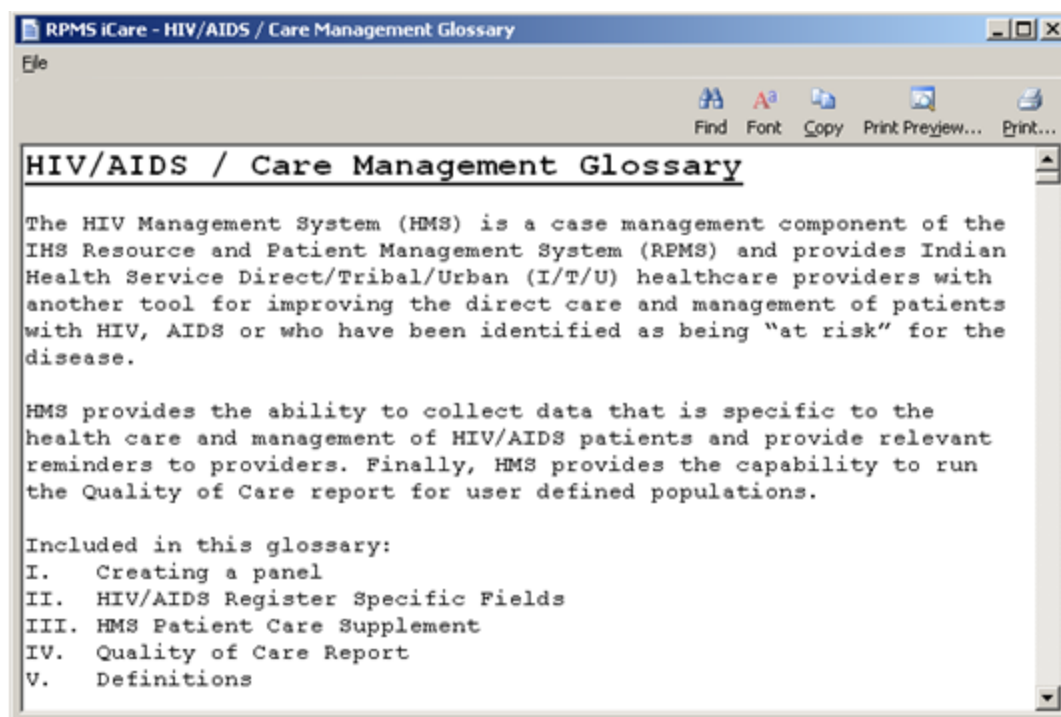 RPMS iCare - HIV/AIDS / Care Management Glossary
File
Find Font Copy Print Preview... Print...
HIV/AIDS / Care Management Glossary
The HIV Management System (HMS) is a case management component of the
IHS Resource and Patient Management System (RPMS) and provides Indian
Health Service Direct/Tribal/Urban (I/T/U) healthcare providers with
another tool for improving the direct care and management of patients
with HIV, AIDS or who have been identified as being “at risk” for the
disease.
HMS provides the ability to collect data that is specific to the
health care and management of HIV/AIDS patients and provide relevant
reminders to providers. Finally, HMS provides the capability to run
the Quality of Care report for user defined populations.
Included in this glossary:
I. Creating a panel
II. HIV/AIDS Register Specific Fields
III. HMS Patient Care Supplement
IV. Quality of Care Report
V. Definitions